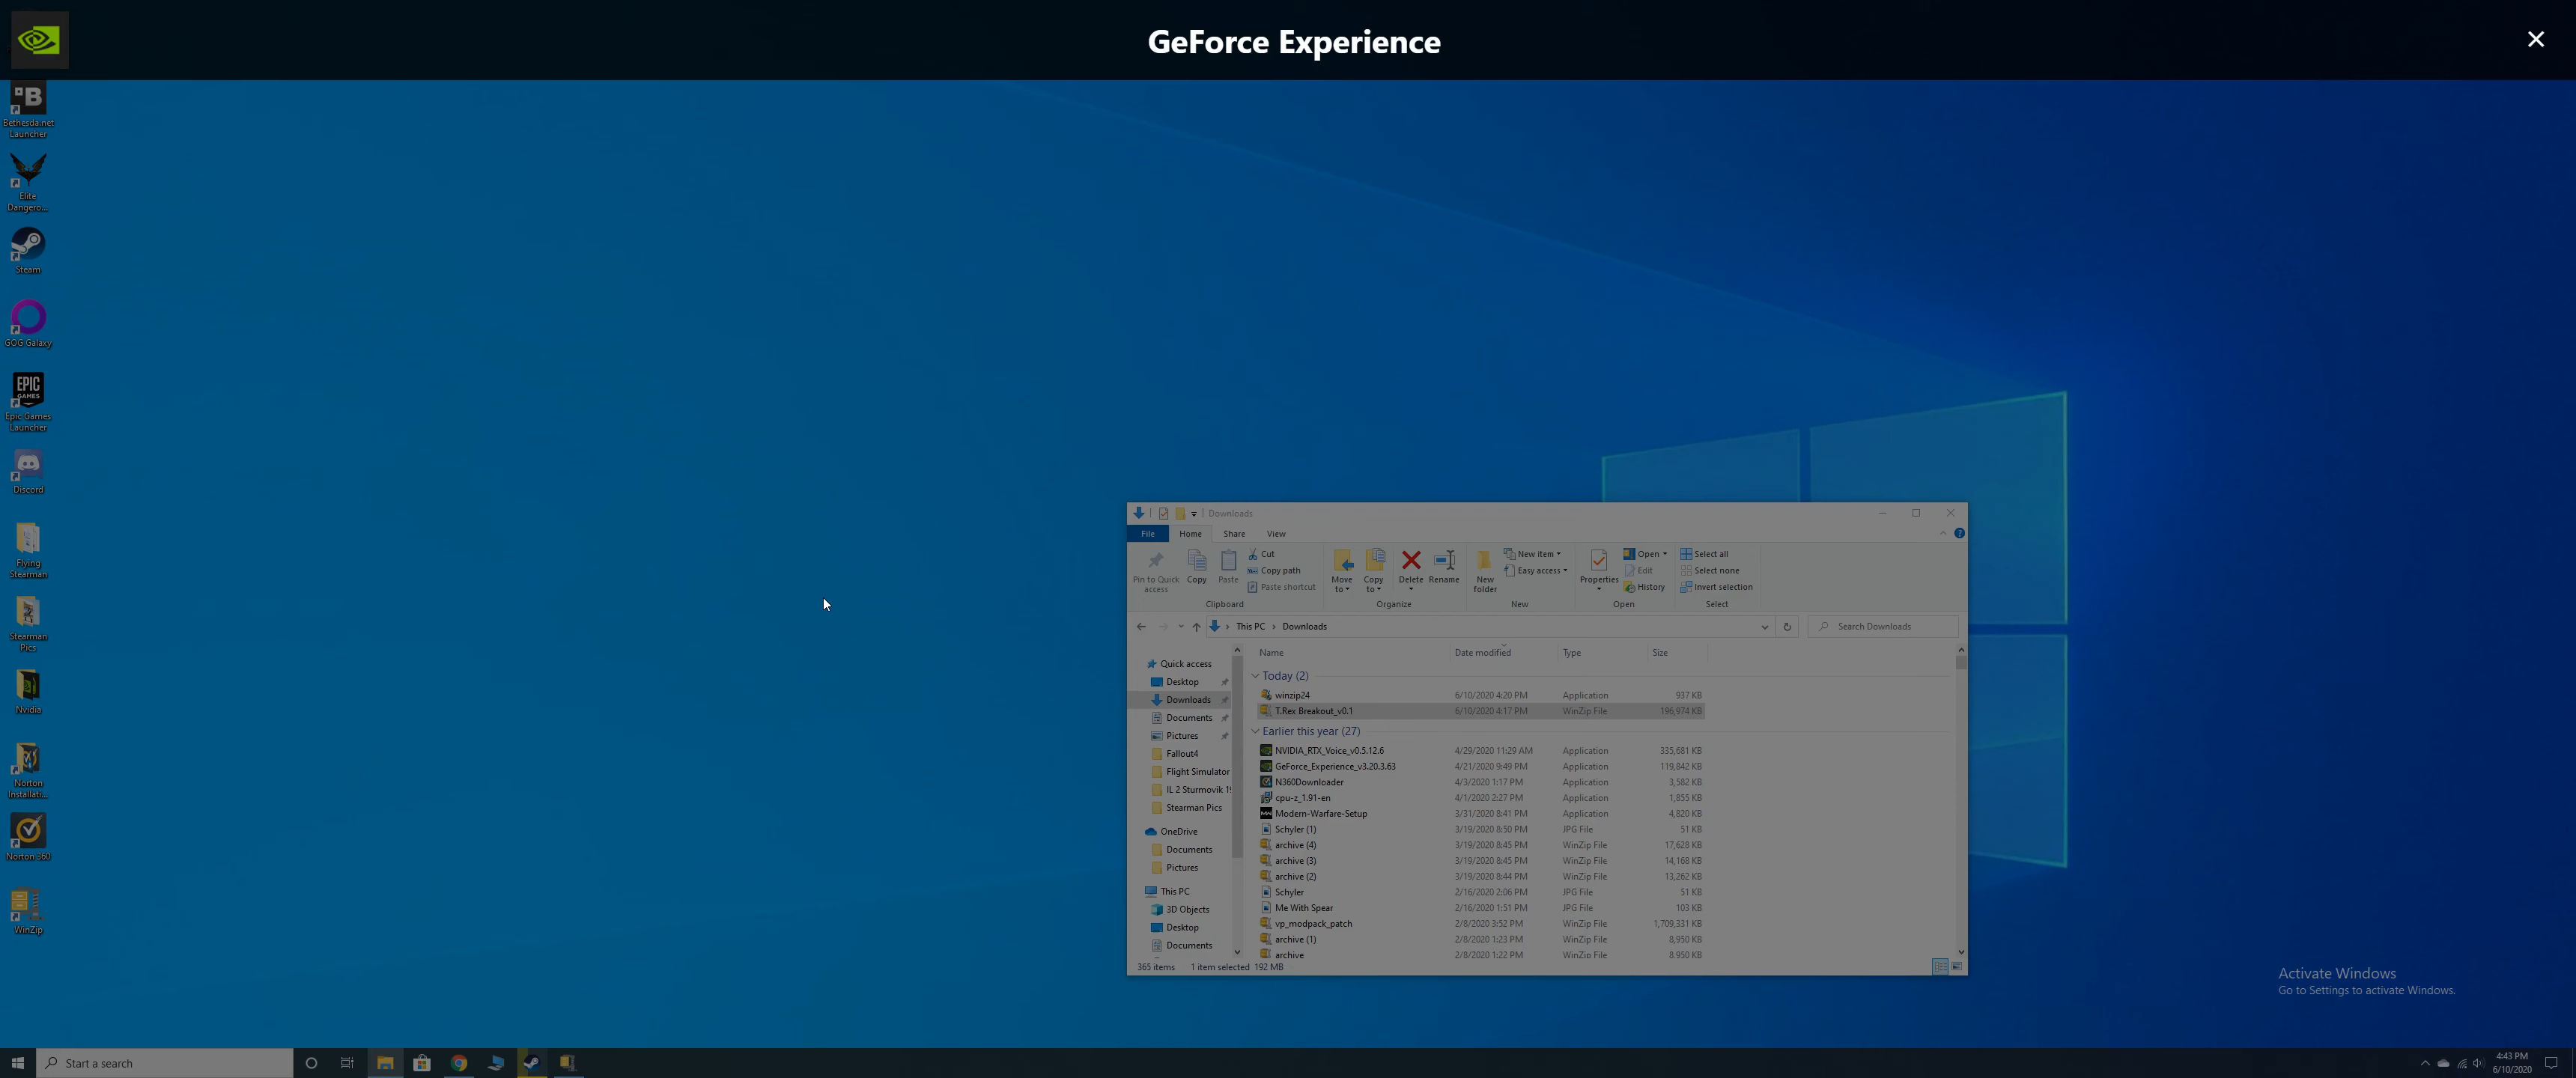 GeForce Experience
Bethesda.net
Launcher
Elite
Dangero...
Steam
GOG Galaxy
EPIC
GAMES
Epic Games
Launcher
Discord
Flying
Stearman
Stearman
Pics
Nvidia
Norton
Installati...
Norton 360
WinZip
Downloads
File Home Share View
Pin to Quick
access
Copy
Paste
Cut
Copy path
Paste shortcut
Clipboard
Move
to
Copy
to
Delete
Rename
Organize
New
folder
New item
Easy access
New
Properties
Open
Edit
History
Open
Select all
Select none
Invert selection
Select
This PC > Downloads
Search Downloads
Quick access
Desktop
Downloads
Documents
Pictures
Fallout4
Flight Simulator
IL 2 Sturmovik 1
Stearman Pics
OneDrive
Documents
Pictures
This PC
3D Objects
Desktop
Documents
Name Date modified Type Size
Today (2)
winzip24 6/10/2020 4:20 PM Application 937 KB
T.Rex Breakout_v0.1 6/10/2020 4:17 PM WinZip File 196,974 KB
Earlier this year (27)
NVIDIA_RTX_Voice_v0.5.12.6 4/29/2020 11:29 AM Application 335,681 KB
GeForce_Experience_v3.20.3.63 4/21/2020 9:49 PM Application 119,842 KB
N360Downloader 4/3/2020 1:17 PM Application 3,582 KB
cpu-z_1.91-en 4/1/2020 2:27 PM Application 1,855 KB
Modern-Warfare-Setup 3/31/2020 8:41 PM Application 4,820 KB
Schyler (1) 3/19/2020 8:50 PM JPG File 51 KB
archive (4) 3/19/2020 8:45 PM WinZip File 17,628 KB
archive (3) 3/19/2020 8:45 PM WinZip File 14,168 KB
archive (2) 3/19/2020 8:44 PM WinZip File 13,262 KB
Schyler 2/16/2020 2:06 PM JPG File 51 KB
Me With Spear 2/16/2020 1:51 PM JPG File 103 KB
vp_modpack_patch 2/8/2020 3:52 PM WinZip File 1,709,331 KB
archive (1) 2/8/2020 1:23 PM WinZip File 8,950 KB
archive 2/8/2020 1:22 PM WinZip File 8,950 KB
365 items 1 item selected 192 MB
Activate Windows
Go to Settings to activate Windows.
Start a search
4:43 PM
6/10/2020